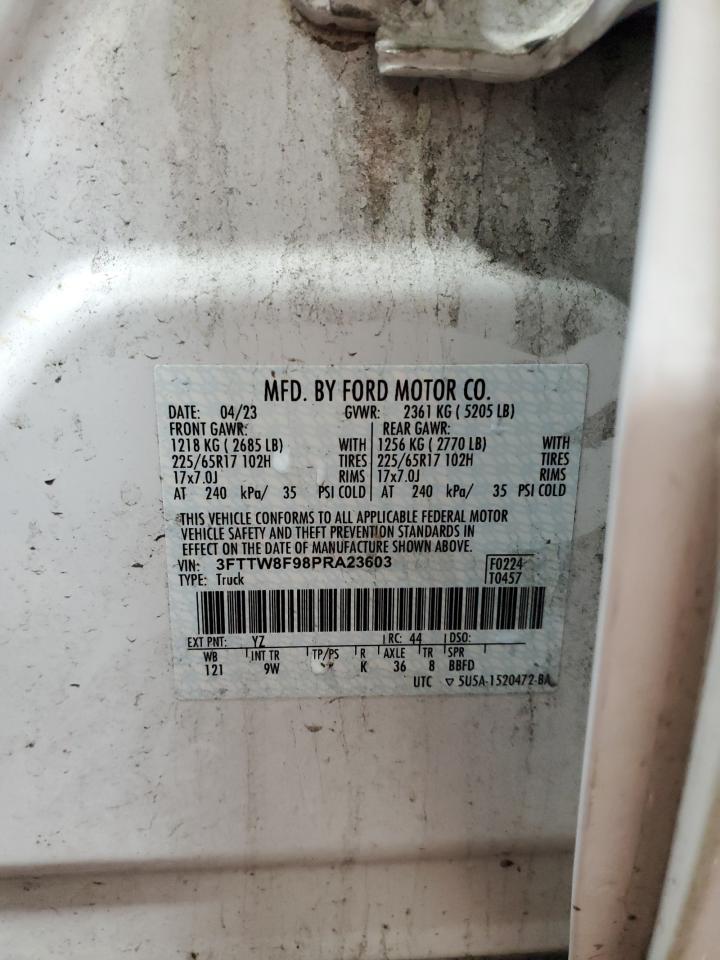 MFD. BY FORD MOTOR CO.
DATE: 04/23 GVWR: 2361 KG ( 5205 LB)
FRONT GAWR: REAR GAWR:
1218 KG ( 2685 LB) WITH 1256 KG ( 2770 LB) WITH
225/65R17 102H TIRES 225/65R17 102H TIRES
17x7.0J RIMS 17x7.0J RIMS
AT 240 kPa/ 35 PSI COLD AT 240 kPa/ 35 PSI COLD
THIS VEHICLE CONFORMS TO ALL APPLICABLE FEDERAL MOTOR
VEHICLE SAFETY AND THEFT PREVENTION STANDARDS IN
EFFECT ON THE DATE OF MANUFACTURE SHOWN ABOVE.
VIN: 3FTTW8F98PRA23603 F0224
TYPE: Truck T0457
EXT PNT: YZ RC: 44 DSO:
WB INT TR TP/PS R AXLE TR SPR
121 9W K 36 8 BBFD
UTC ▽ 5U5A-1520472-BA